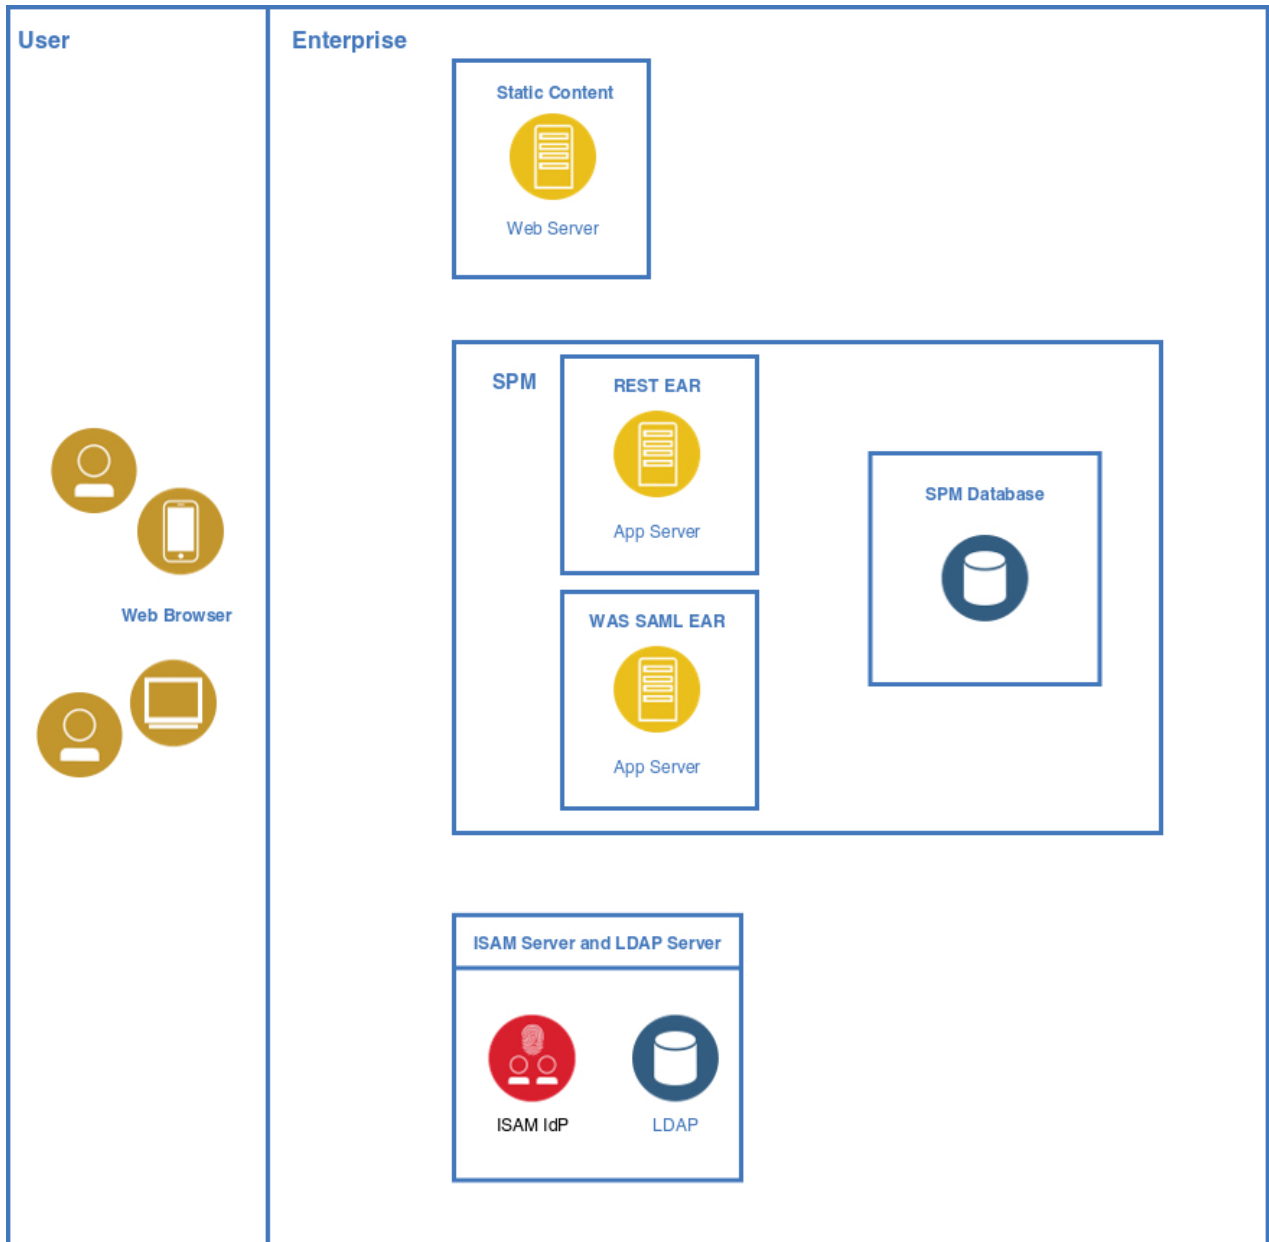 User
Enterprise
Static Content
Web Server
SPM
REST EAR
App Server
SPM Database
Web Browser
WAS SAML EAR
App Server
ISAM Server and LDAP Server
ISAM IdP
LDAP